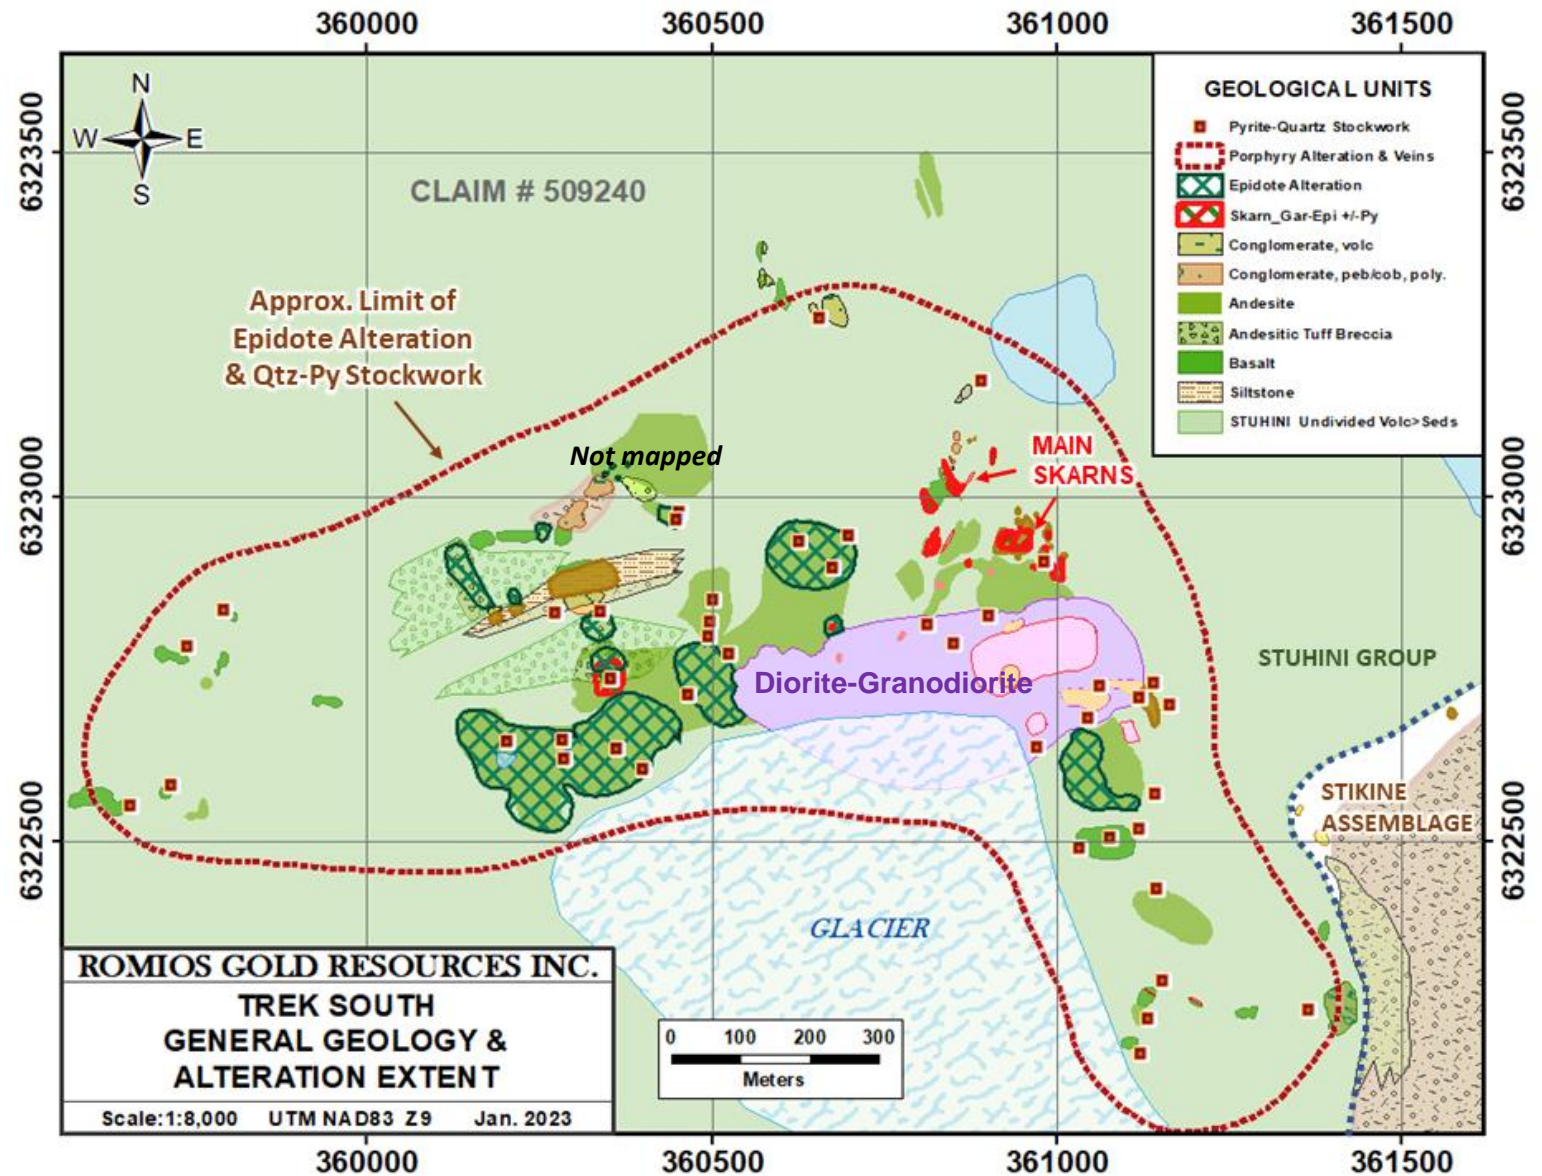 360000
360500
361000
361500
6323500
6323000
6322500
6323500
6323000
6322500
N
W
E
S
CLAIM # 509240
Approx. Limit of
Epidote Alteration
& Qtz-Py Stockwork
Not mapped
MAIN
SKARNS
Diorite-Granodiorite
STUHINI GROUP
STIKINE
ASSEMBLAGE
GLACIER
GEOLOGICAL UNITS
Pyrite-Quartz Stockwork
Porphyry Alteration & Veins
Epidote Alteration
Skarn_Gar-Epi +/-Py
Conglomerate, volc
Conglomerate, peb/cob, poly.
Andesite
Andesitic Tuff Breccia
Basalt
Siltstone
STUHINI Undivided Volc>Seds
ROMIOS GOLD RESOURCES INC.
TREK SOUTH
GENERAL GEOLOGY &
ALTERATION EXTENT
Scale:1:8,000 UTM NAD83 Z9 Jan. 2023
0 100 200 300
Meters
360000
360500
361000
361500